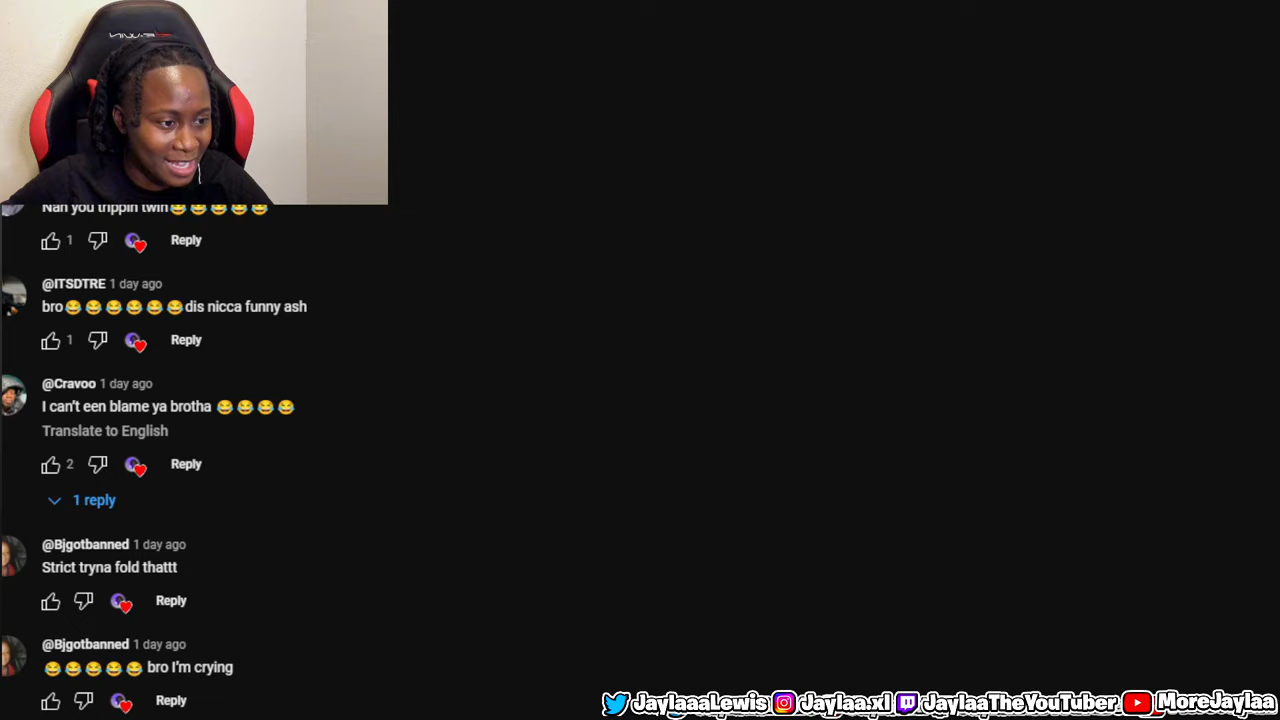 Nah you trippin twin😂😂😂😂😂
1 Reply
@ITSDTRE 1 day ago
bro😂😂😂😂😂😂dis nicca funny ash
1 Reply
@Cravoo 1 day ago
I can't een blame ya brotha 😂😂😂😂
Translate to English
2 Reply
1 reply
@Bjgotbanned 1 day ago
Strict tryna fold thattt
Reply
@Bjgotbanned 1 day ago
😂😂😂😂😂 bro I'm crying
Reply
JaylaaaLewis Jaylaa.xl JaylaaTheYouTuber MoreJaylaa